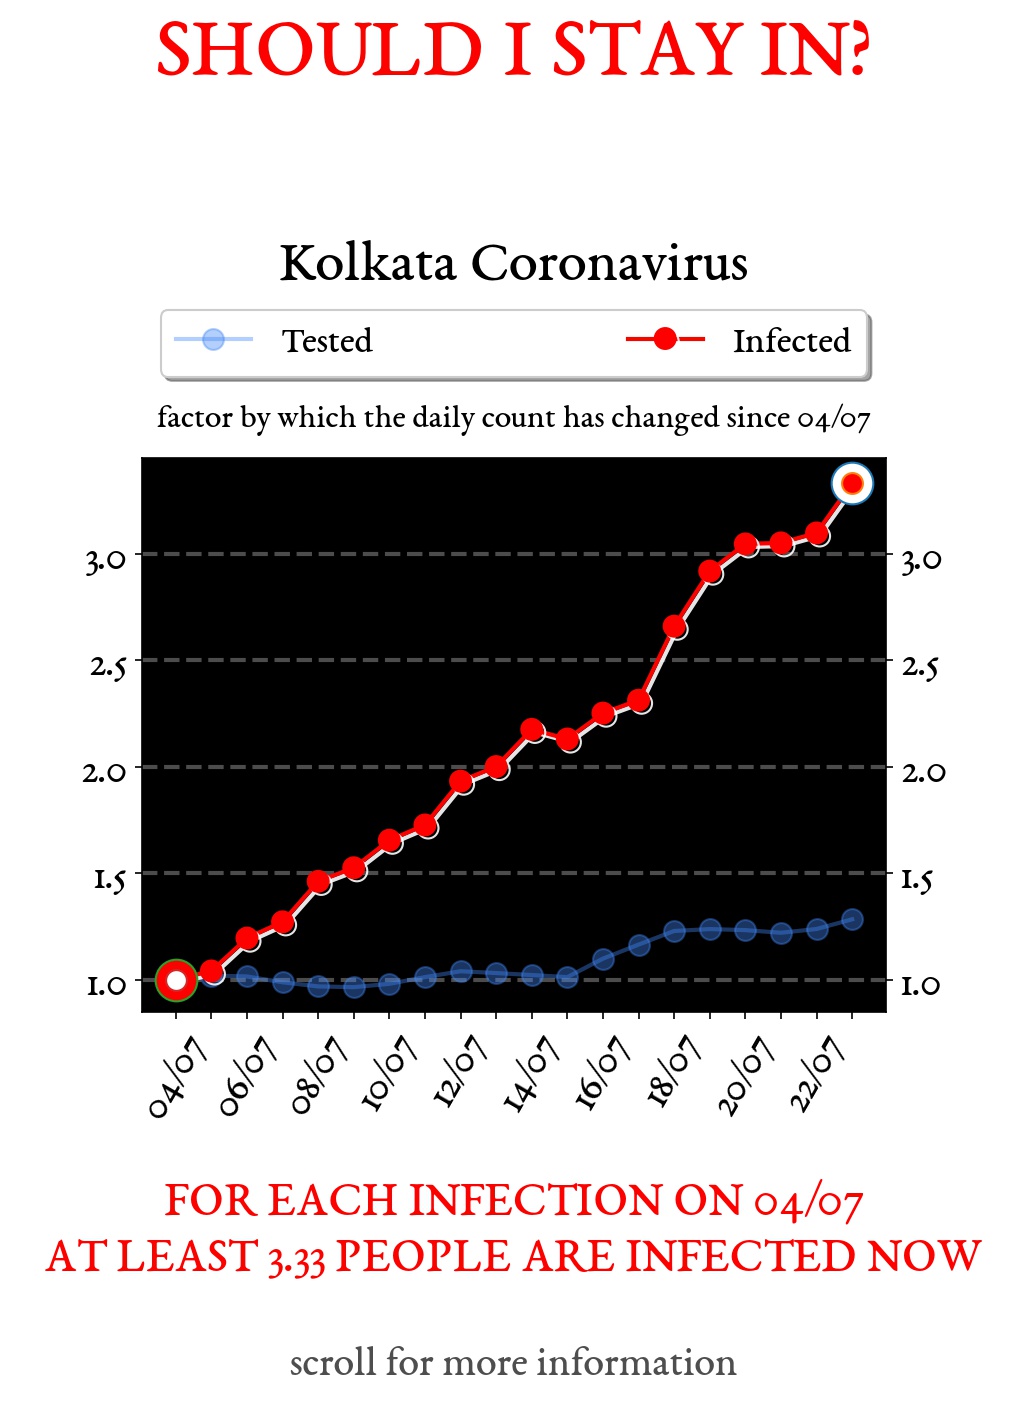 SHOULD I STAY IN?
Kolkata Coronavirus
Tested Infected
factor by which the daily count has changed since 04/07
3.0 3.0
2.5 2.5
2.0 2.0
1.5 1.5
1.0 1.0
04/07 06/07 08/07 10/07 12/07 14/07 16/07 18/07 20/07 22/07
FOR EACH INFECTION ON 04/07
AT LEAST 3.33 PEOPLE ARE INFECTED NOW
scroll for more information